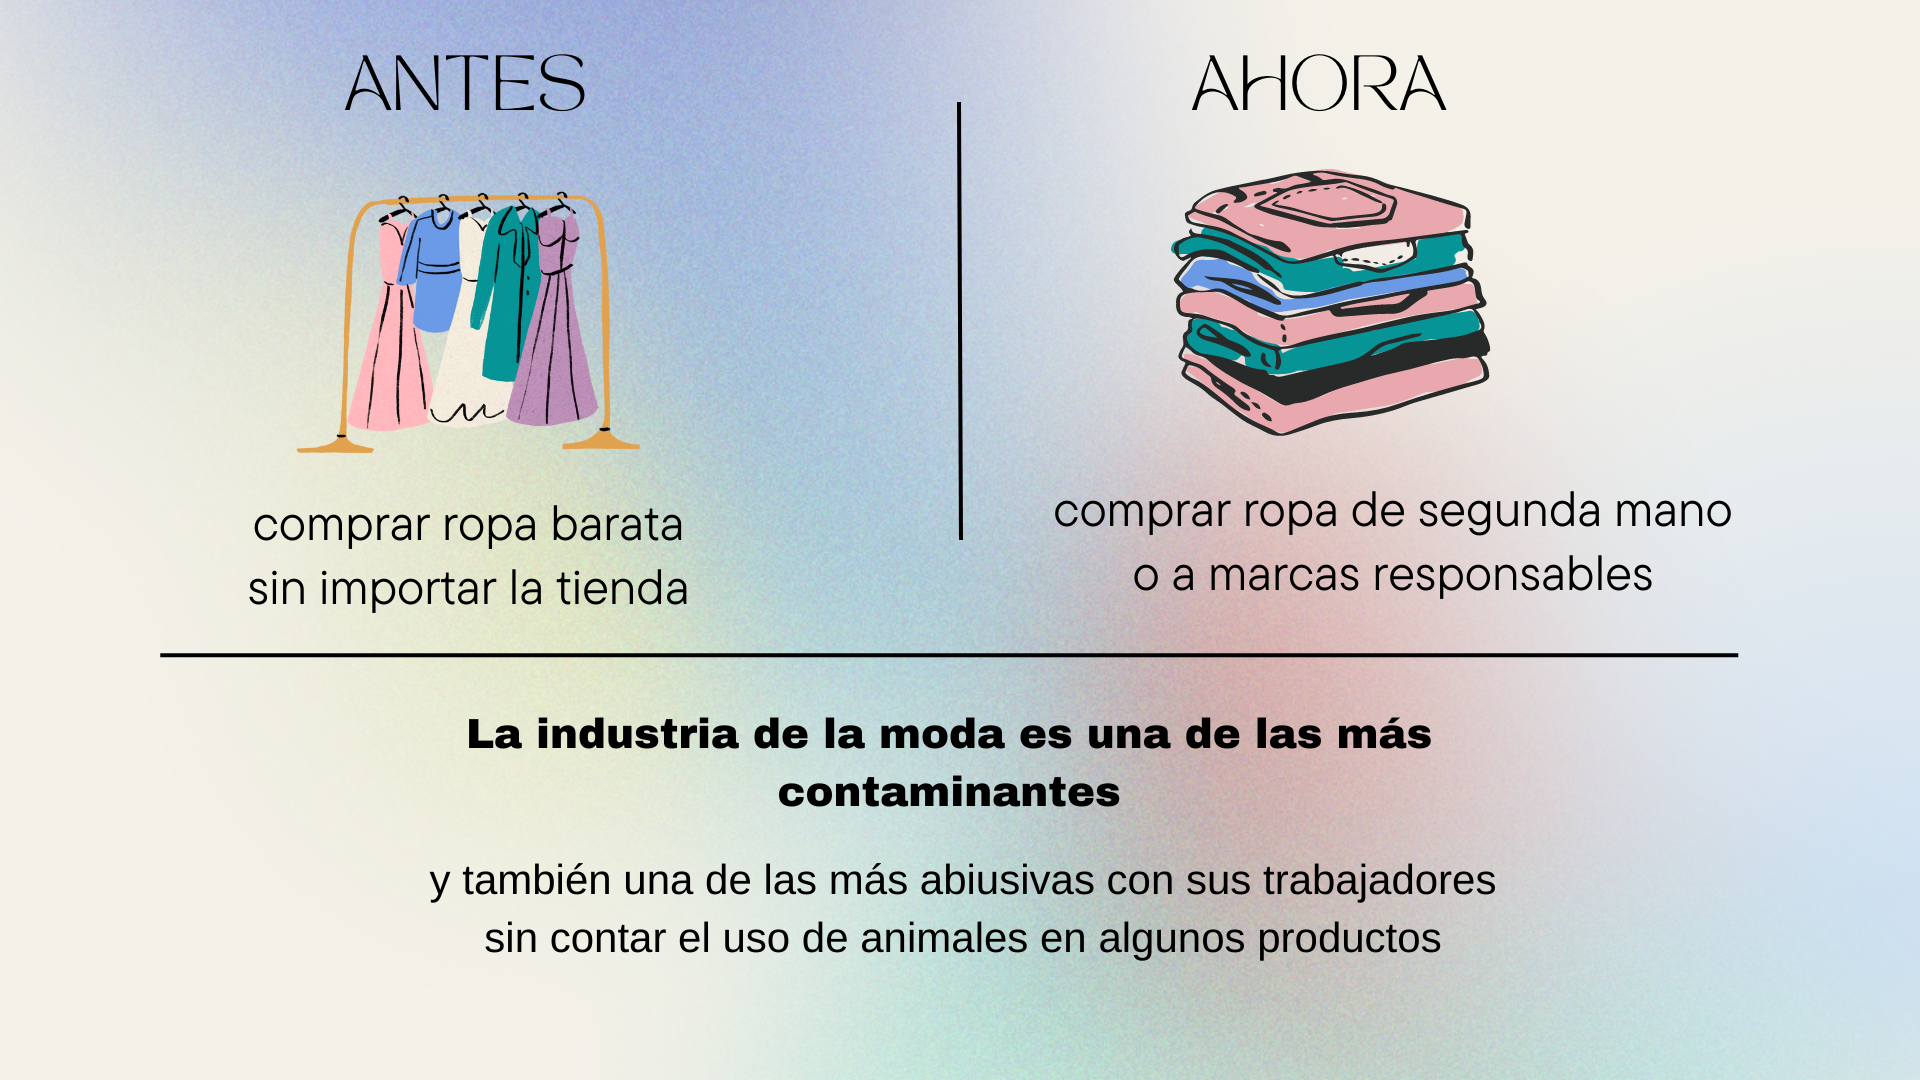 ANTES
AHORA
comprar ropa barata
sin importar la tienda
comprar ropa de segunda mano
o a marcas responsables
La industria de la moda es una de las más
contaminantes
y también una de las más abiusivas con sus trabajadores
sin contar el uso de animales en algunos productos